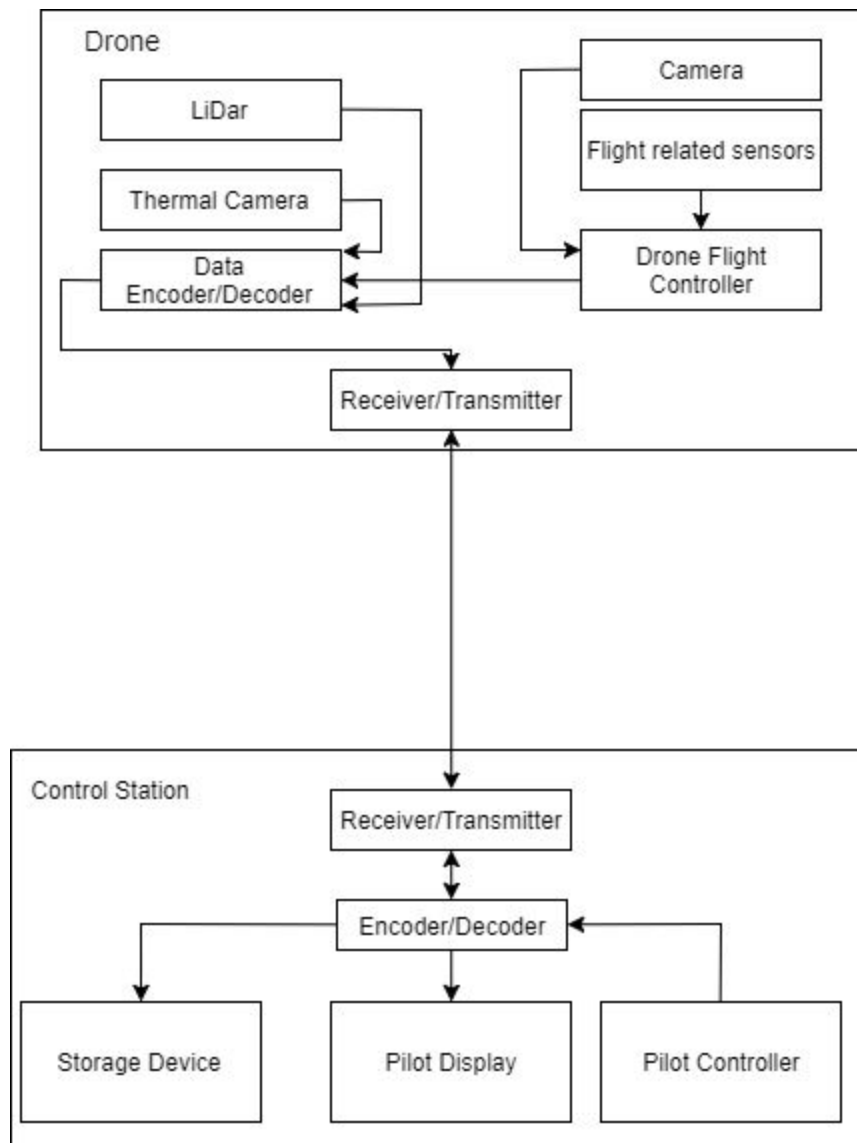 Drone
LiDar
Camera
Flight related sensors
Thermal Camera
Data
Encoder/Decoder
Drone Flight
Controller
Receiver/Transmitter
Control Station
Receiver/Transmitter
Encoder/Decoder
Storage Device
Pilot Display
Pilot Controller